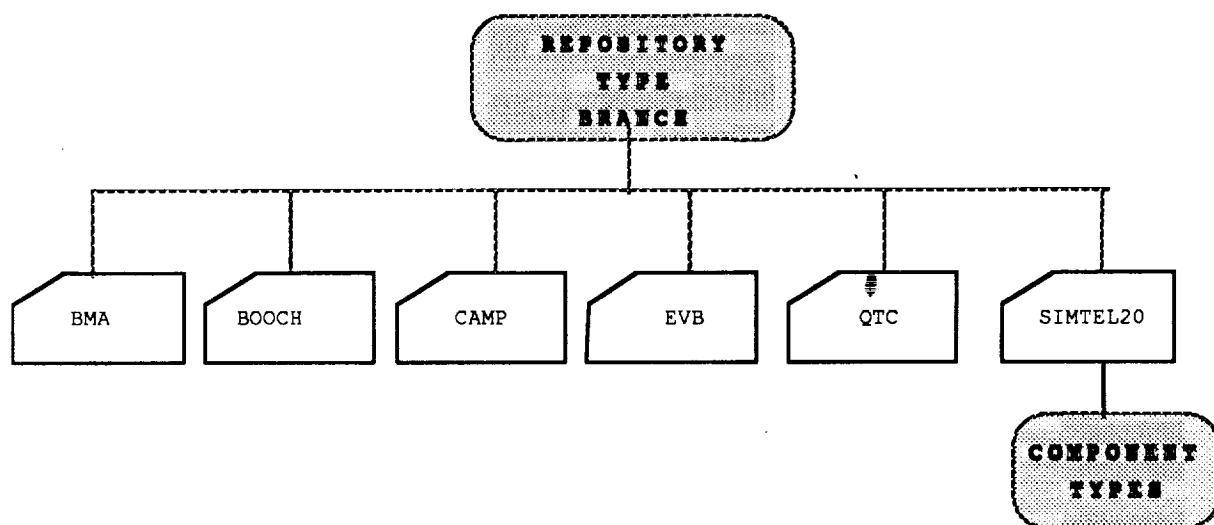 REPOSITORY
TYPE
BRANCH
BMA
BOOCH
CAMP
EVB
QTC
SIMTEL20
COMPONENT
TYPES